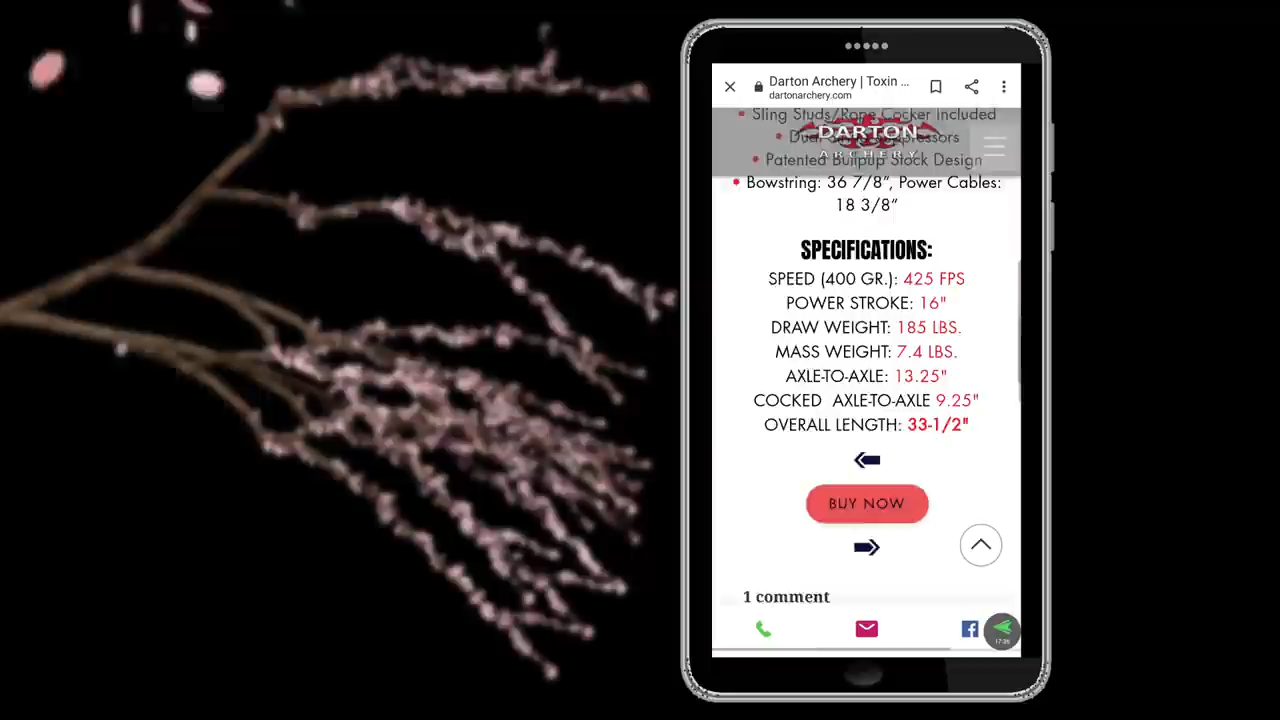 Darton Archery | Toxin ...
dartonarchery.com
• Sling Studs/Rope Cocker Included
DARTON
ARCHERY
• Patented Bullpup Stock Design
• Bowstring: 36 7/8”, Power Cables:
18 3/8”
SPECIFICATIONS:
SPEED (400 GR.): 425 FPS
POWER STROKE: 16"
DRAW WEIGHT: 185 LBS.
MASS WEIGHT: 7.4 LBS.
AXLE-TO-AXLE: 13.25"
COCKED AXLE-TO-AXLE 9.25"
OVERALL LENGTH: 33-1/2"
BUY NOW
1 comment